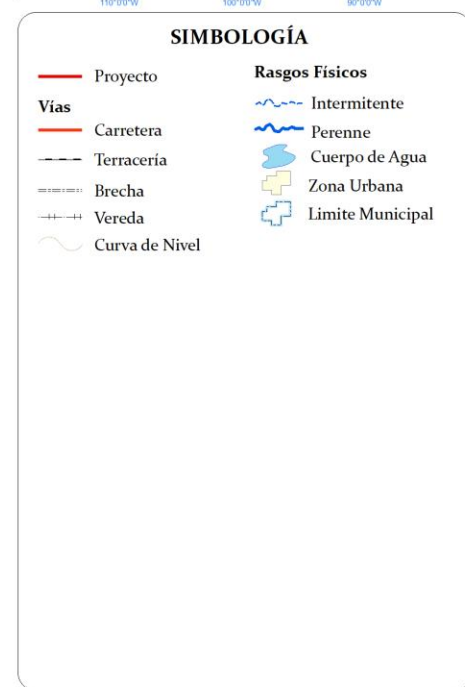 110°0'0"W 100°0'0"W 90°0'0"W
SIMBOLOGÍA
Proyecto
Vías
Carretera
Terracería
Brecha
Vereda
Curva de Nivel
Rasgos Físicos
Intermitente
Perenne
Cuerpo de Agua
Zona Urbana
Limite Municipal